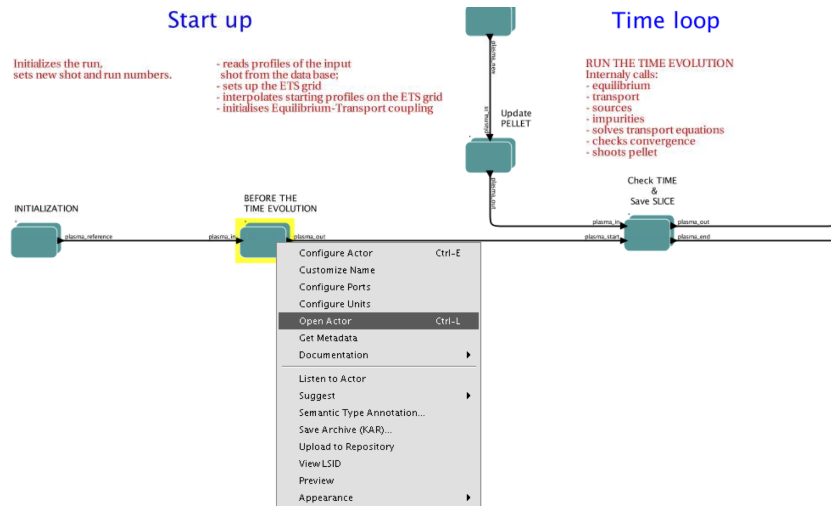 Start up
Time loop
Initializes the run,
sets new shot and run numbers.
- reads profiles of the input
shot from the data base;
- sets up the ETS grid
- interpolates starting profiles on the ETS grid
- initialises Equilibrium-Transport coupling
plasma_new
plasma_in
Update
PELLET
plasma_out
RUN THE TIME EVOLUTION
Internaly calls:
- equilibrium
- transport
- sources
- impurities
- solves transport equations
- checks convergence
- shoots pellet
Check TIME
&
Save SLICE
plasma_in
plasma_out
plasma_start
plasma_end
INITIALIZATION
plasma_reference
BEFORE THE
TIME EVOLUTION
plasma_in
plasma_out
Configure Actor Ctrl-E
Customize Name
Configure Ports
Configure Units
Open Actor Ctrl-L
Get Metadata
Documentation
Listen to Actor
Suggest
Semantic Type Annotation...
Save Archive (KAR)...
Upload to Repository
View LSID
Preview
Appearance